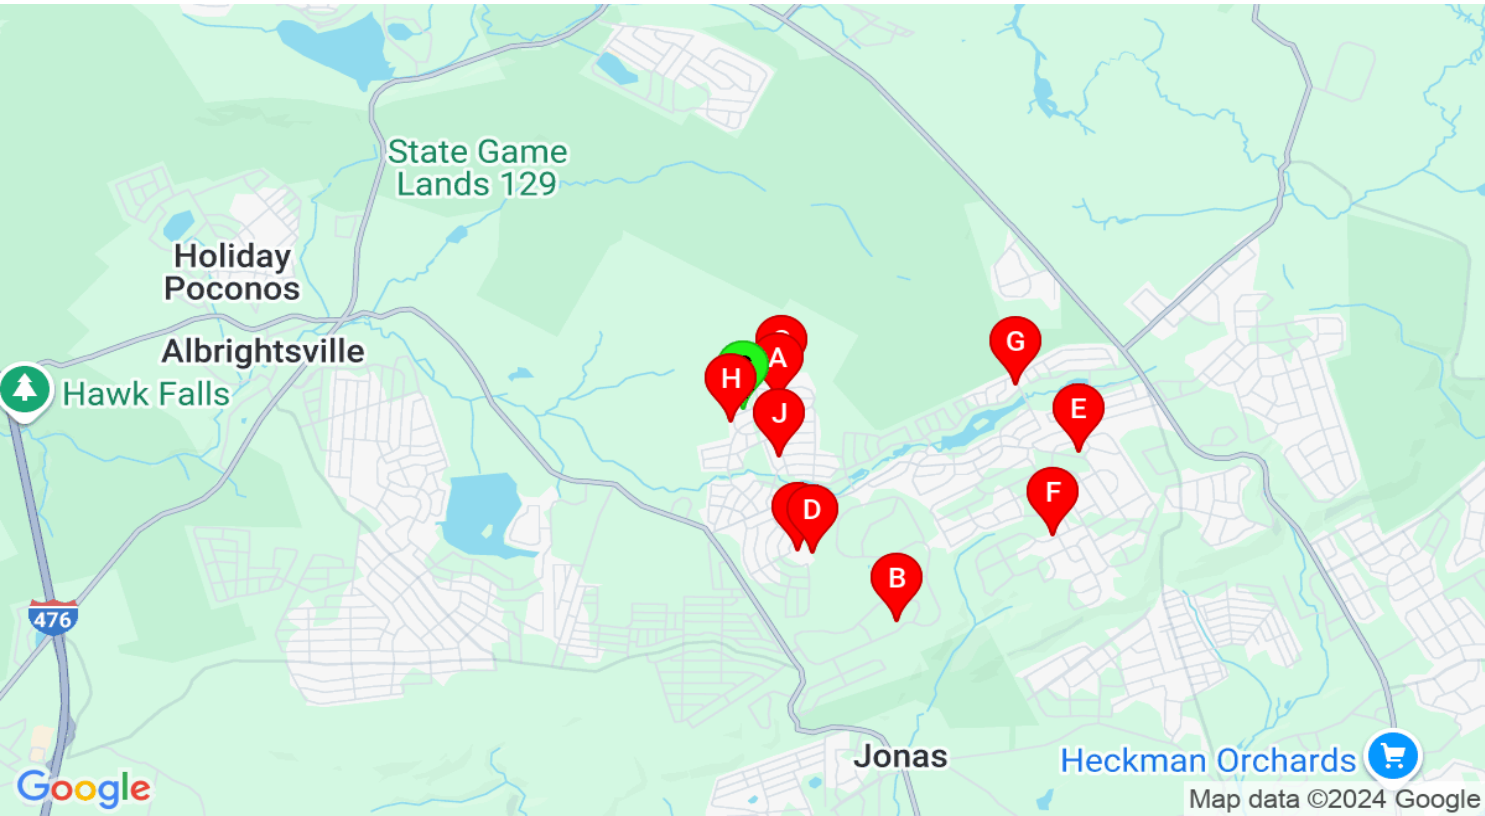 State Game
Lands 129
Holiday
Poconos
Albrightsville
Hawk Falls
G
A
H
J
E
F
D
B
476
Jonas
Heckman Orchards
Google
Map data ©2024 Google